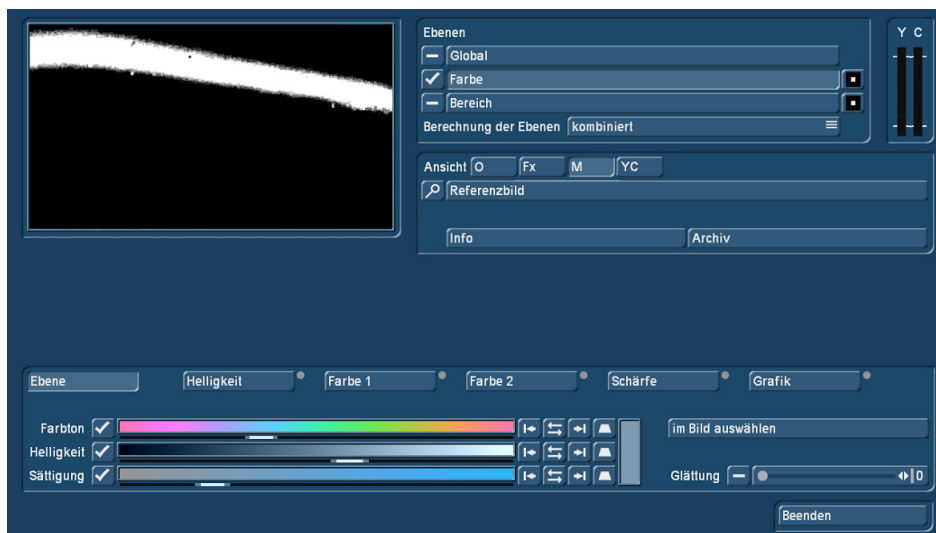 Ebenen
Y C
Global
Farbe
Bereich
Berechnung der Ebenen kombiniert
Ansicht O Fx M YC
Referenzbild
Info Archiv
Ebene Helligkeit Farbe 1 Farbe 2 Schärfe Grafik
Farbton im Bild auswählen
Helligkeit
Sättigung Glättung 0
Beenden